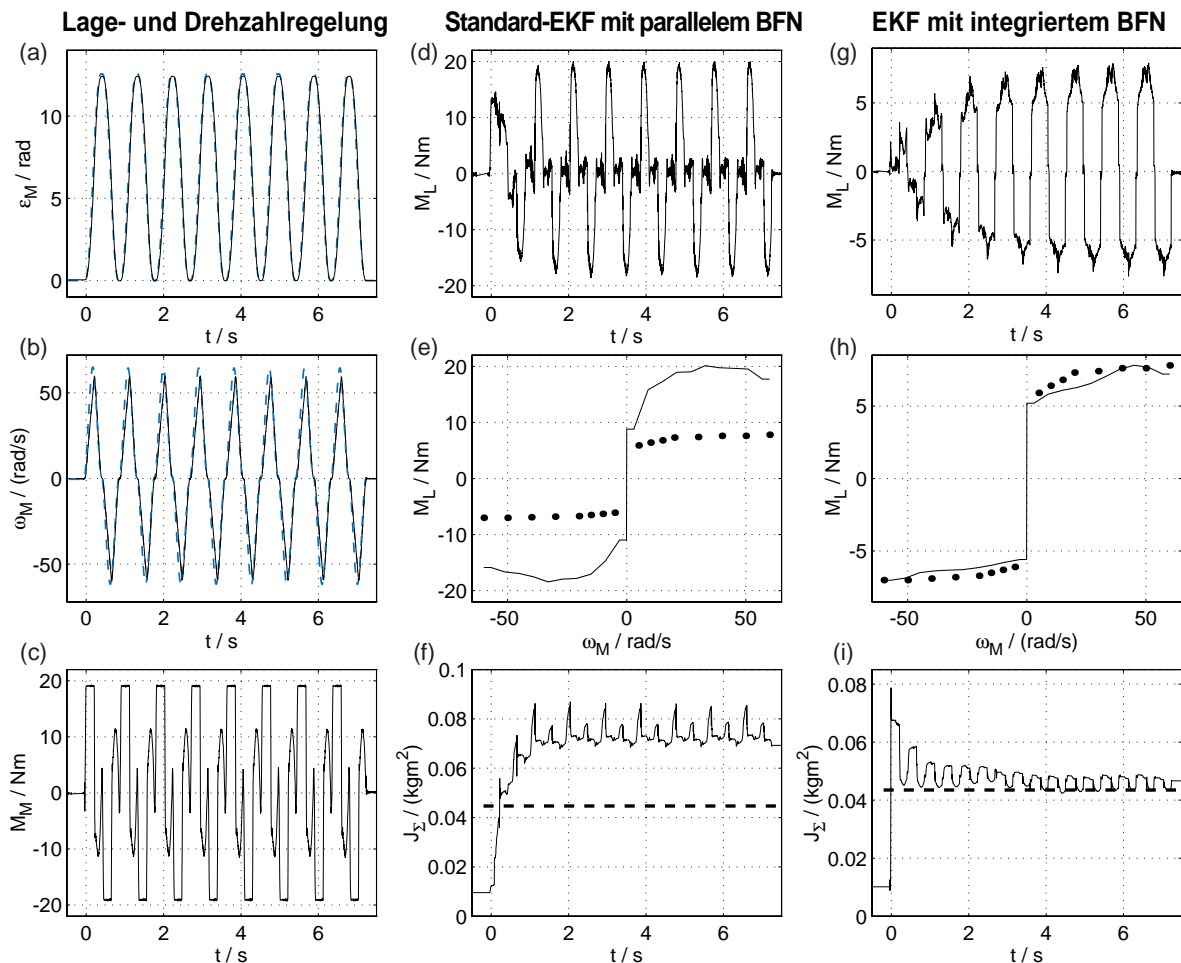 Lage- und Drehzahlregelung
Standard-EKF mit parallelem BFN
EKF mit integriertem BFN
(a)
10
5
0
ε_M / rad
0 2 4 6
t / s
(d)
20
10
0
-10
-20
M_L / Nm
0 2 4 6
t / s
(g)
5
0
-5
M_L / Nm
0 2 4 6
t / s
(b)
50
0
-50
ω_M / (rad/s)
0 2 4 6
t / s
(e)
20
10
0
-10
-20
M_L / Nm
-50 0 50
ω_M / rad/s
(h)
5
0
-5
M_L / Nm
-50 0 50
ω_M / (rad/s)
(c)
20
10
0
-10
-20
M_M / Nm
0 2 4 6
t / s
(f)
0.1
0.08
0.06
0.04
0.02
0
J_Σ / (kgm²)
0 2 4 6
t / s
(i)
0.08
0.06
0.04
0.02
0
J_Σ / (kgm²)
0 2 4 6
t / s